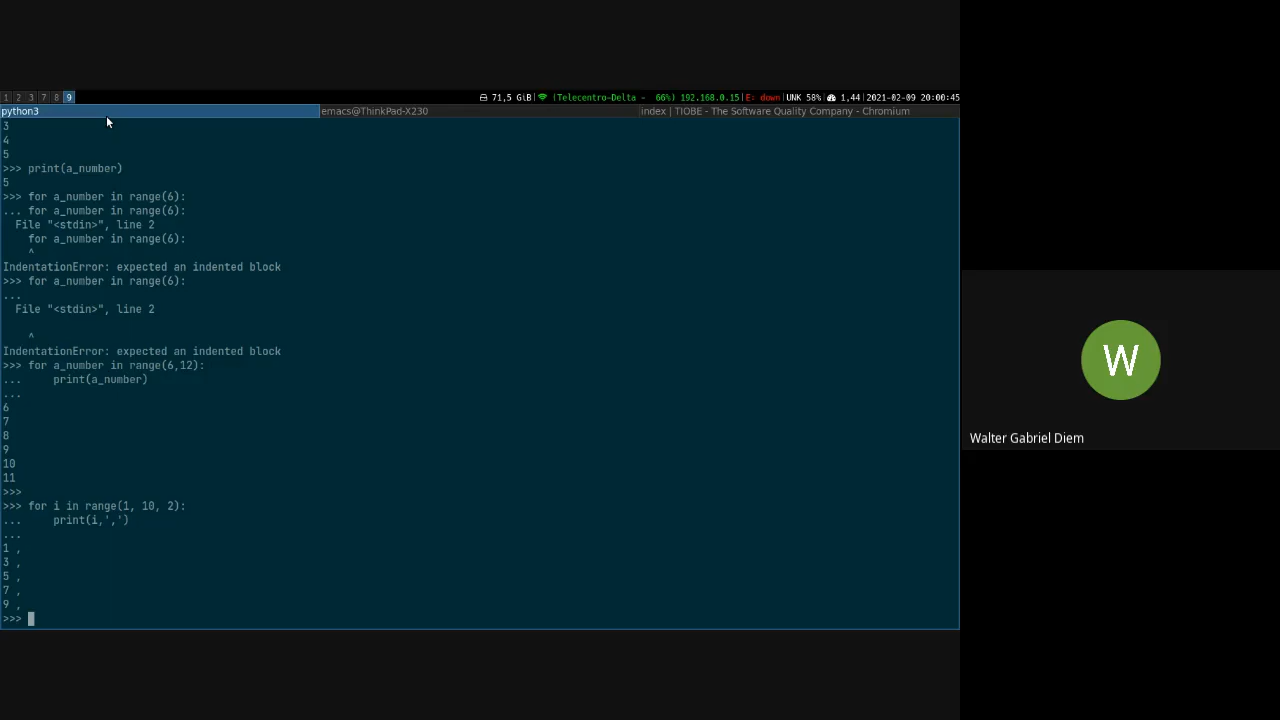 1 2 3 7 8 9
71,5 GiB| |Telecentro-Delta - 66%) 192.168.0.15|E: down|UNK 58%| 1,44|2021-02-09 20:00:45
python3 emacs@ThinkPad-X230 index | TIOBE - The Software Quality Company - Chromium
3
4
5
>>> print(a_number)
5
>>> for a_number in range(6):
... for a_number in range(6):
  File "<stdin>", line 2
    for a_number in range(6):
    ^
IndentationError: expected an indented block
>>> for a_number in range(6):
...
  File "<stdin>", line 2
    ^
IndentationError: expected an indented block
>>> for a_number in range(6,12):
...     print(a_number)
...
6
7
8
9
10
11
>>>
>>> for i in range(1, 10, 2):
...     print(i,',')
...
1 ,
3 ,
5 ,
7 ,
9 ,
>>>
W
Walter Gabriel Diem